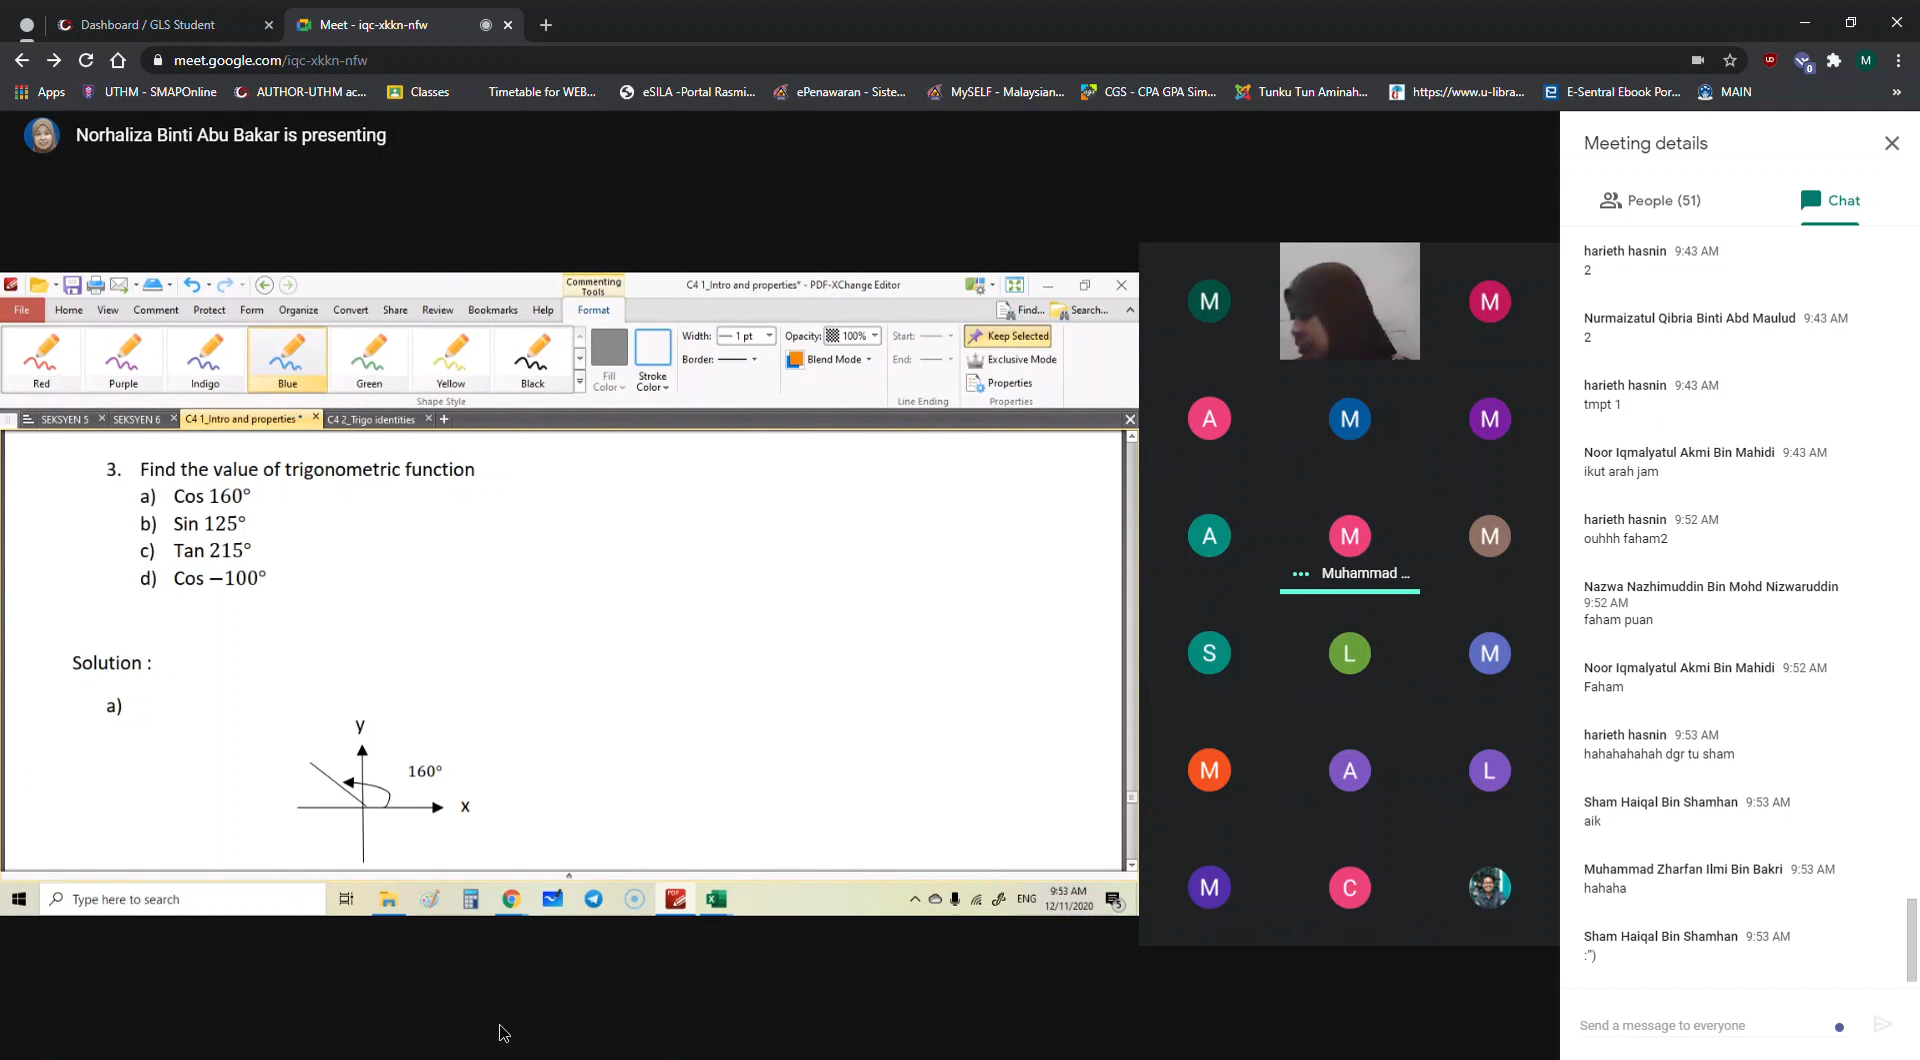 Dashboard / GLS Student
Meet - iqc-xkkn-nfw
meet.google.com/iqc-xkkn-nfw
UD
0
M
Apps
UTHM - SMAPOnline
AUTHOR-UTHM ac...
Classes
Timetable for WEB...
eSILA -Portal Rasmi...
ePenawaran - Siste...
MySELF - Malaysian...
CGS - CPA GPA Sim...
Tunku Tun Aminah...
https://www.u-libra...
E-Sentral Ebook Por...
MAIN
»
Norhaliza Binti Abu Bakar is presenting
Commenting
Tools
C4 1_Intro and properties* - PDF-XChange Editor
File
Home
View
Comment
Protect
Form
Organize
Convert
Share
Review
Bookmarks
Help
Format
Find...
Search...
Red
Purple
Indigo
Blue
Green
Yellow
Black
Fill
Color
Stroke
Color
Width:
1 pt
Border:
Opacity:
100%
Blend Mode
Start:
End:
Keep Selected
Exclusive Mode
Properties
Shape Style
Line Ending
Properties
SEKSYEN 5
SEKSYEN 6
C4 1_Intro and properties *
C4 2_Trigo identities
3. Find the value of trigonometric function
a) Cos 160°
b) Sin 125°
c) Tan 215°
d) Cos −100°
Solution :
a)
y
160°
x
Type here to search
ENG
9:53 AM
12/11/2020
5
M
M
A
M
M
A
M
M
Muhammad ...
S
L
M
M
A
L
M
C
Meeting details
People (51)
Chat
harieth hasnin 9:43 AM
2
Nurmaizatul Qibria Binti Abd Maulud 9:43 AM
2
harieth hasnin 9:43 AM
tmpt 1
Noor Iqmalyatul Akmi Bin Mahidi 9:43 AM
ikut arah jam
harieth hasnin 9:52 AM
ouhhh faham2
Nazwa Nazhimuddin Bin Mohd Nizwaruddin
9:52 AM
faham puan
Noor Iqmalyatul Akmi Bin Mahidi 9:52 AM
Faham
harieth hasnin 9:53 AM
hahahahahah dgr tu sham
Sham Haiqal Bin Shamhan 9:53 AM
aik
Muhammad Zharfan Ilmi Bin Bakri 9:53 AM
hahaha
Sham Haiqal Bin Shamhan 9:53 AM
:")
Send a message to everyone